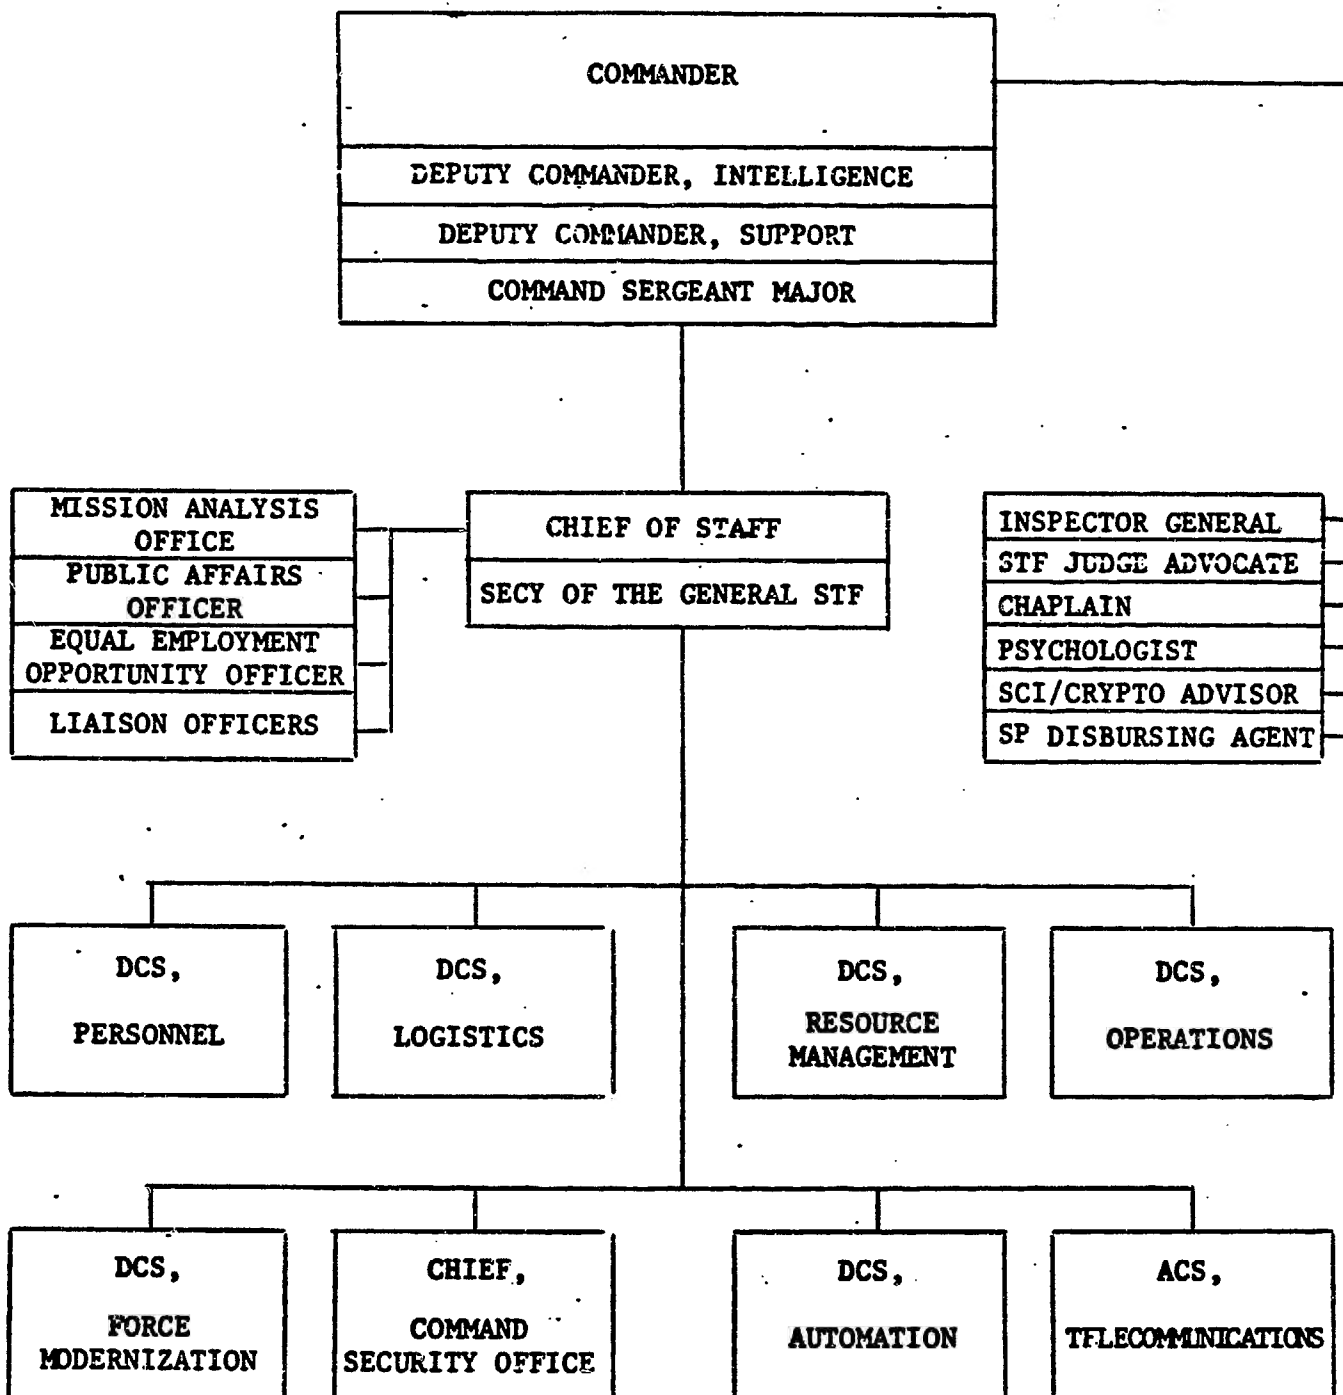 COMMANDER
DEPUTY COMMANDER, INTELLIGENCE
DEPUTY COMMANDER, SUPPORT
COMMAND SERGEANT MAJOR
MISSION ANALYSIS
OFFICE
PUBLIC AFFAIRS
OFFICER
EQUAL EMPLOYMENT
OPPORTUNITY OFFICER
LIAISON OFFICERS
CHIEF OF STAFF
SECY OF THE GENERAL STF
INSPECTOR GENERAL
STF JUDGE ADVOCATE
CHAPLAIN
PSYCHOLOGIST
SCI/CRYPTO ADVISOR
SP DISBURSING AGENT
DCS,
PERSONNEL
DCS,
LOGISTICS
DCS,
RESOURCE
MANAGEMENT
DCS,
OPERATIONS
DCS,
FORCE
MODERNIZATION
CHIEF,
COMMAND
SECURITY OFFICE
DCS,
AUTOMATION
ACS,
TELECOMMUNICATIONS